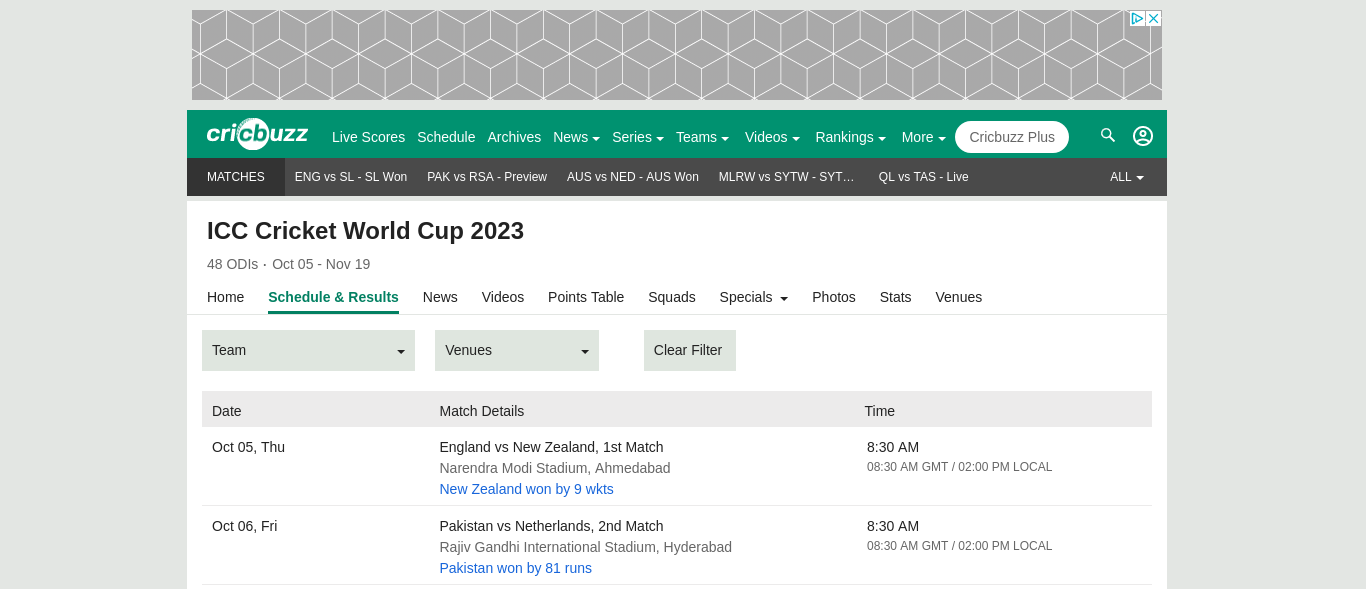 cricbuzz
Live Scores Schedule Archives News Series Teams Videos Rankings More Cricbuzz Plus
MATCHES ENG vs SL - SL Won PAK vs RSA - Preview AUS vs NED - AUS Won MLRW vs SYTW - SYT… QL vs TAS - Live ALL
ICC Cricket World Cup 2023
48 ODIs · Oct 05 - Nov 19
Home Schedule & Results News Videos Points Table Squads Specials Photos Stats Venues
Team Venues Clear Filter
Date Match Details Time
Oct 05, Thu England vs New Zealand, 1st Match 8:30 AM
Narendra Modi Stadium, Ahmedabad 08:30 AM GMT / 02:00 PM LOCAL
New Zealand won by 9 wkts
Oct 06, Fri Pakistan vs Netherlands, 2nd Match 8:30 AM
Rajiv Gandhi International Stadium, Hyderabad 08:30 AM GMT / 02:00 PM LOCAL
Pakistan won by 81 runs